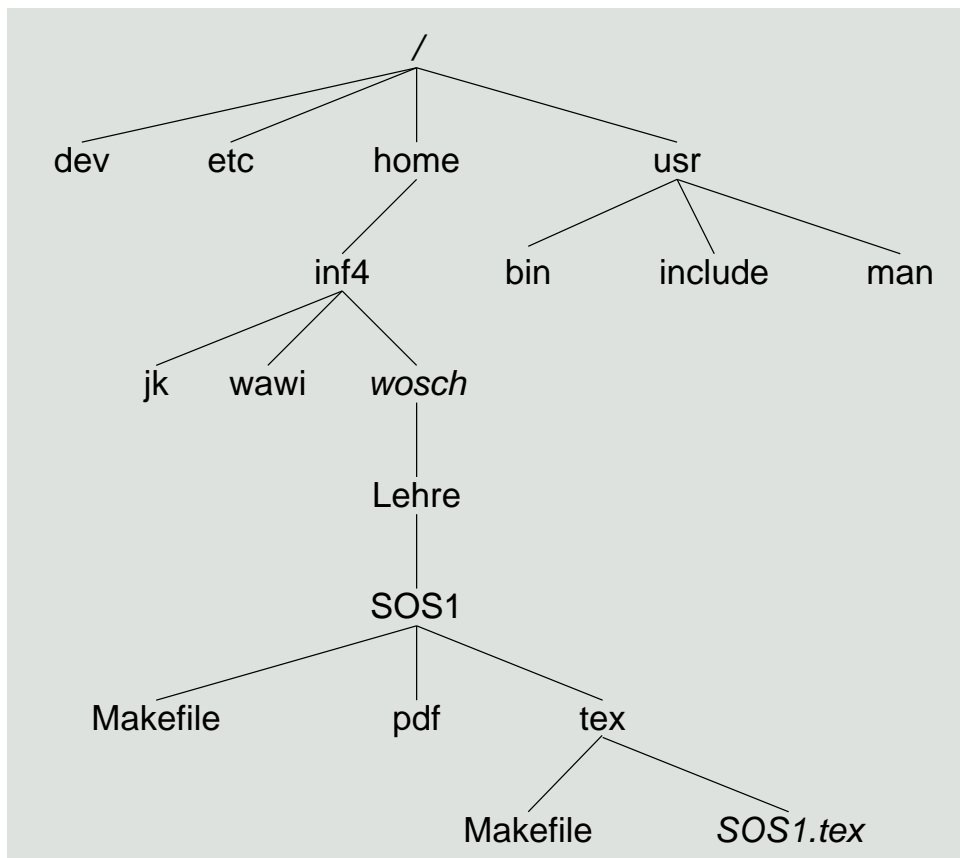 /
dev etc home usr
inf4 bin include man
jk wawi wosch
Lehre
SOS1
Makefile pdf tex
Makefile SOS1.tex